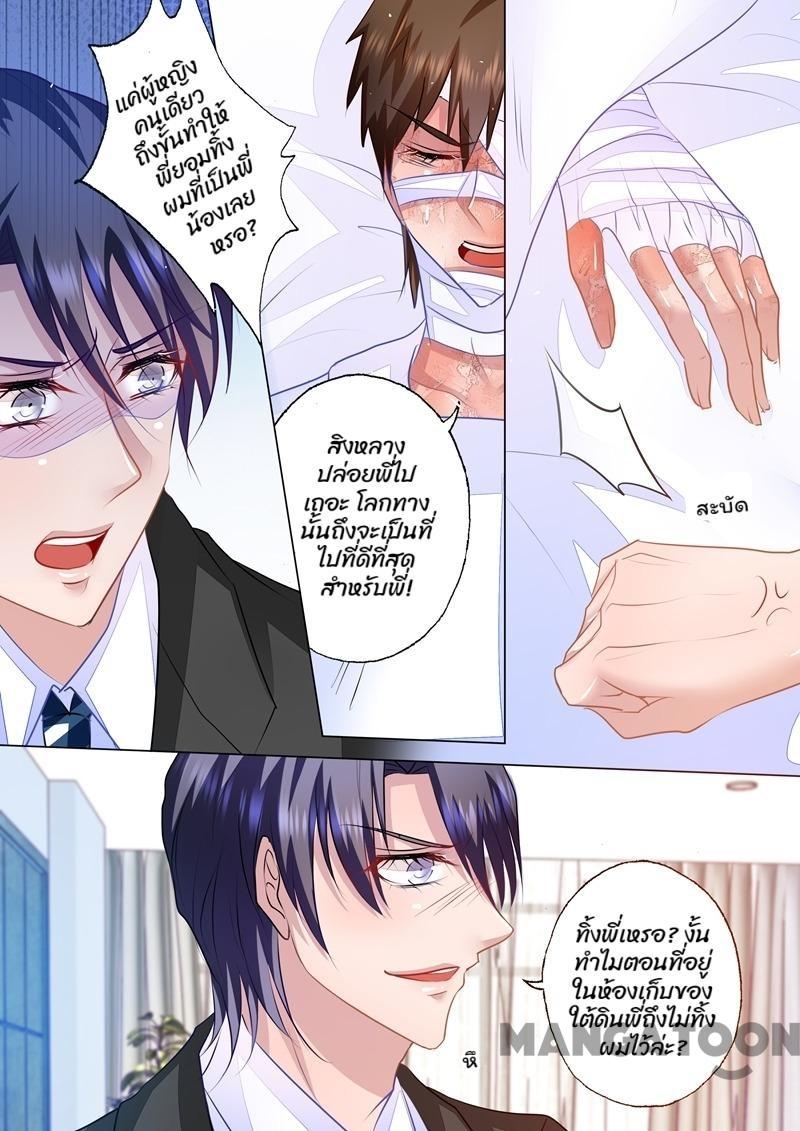 แค่ผู้หญิง
คนเดียว
ถึงขั้นทำให้
พี่ยอมทิ้ง
ผมที่เป็นพี่
น้องเลย
หรอ?
สิงหลาง
ปล่อยพี่ไป
เถอะ โลกทาง
นั้นถึงจะเป็นที่
ไปที่ดีที่สุด
สำหรับพี่!
สะบัด
ทิ้งพี่เหรอ? งั้น
ทำไมตอนที่อยู่
ในห้องเก็บของ
ใต้ดินพี่ถึงไม่ทิ้ง
ผมไว้ล่ะ?
หึ
MANGATOON